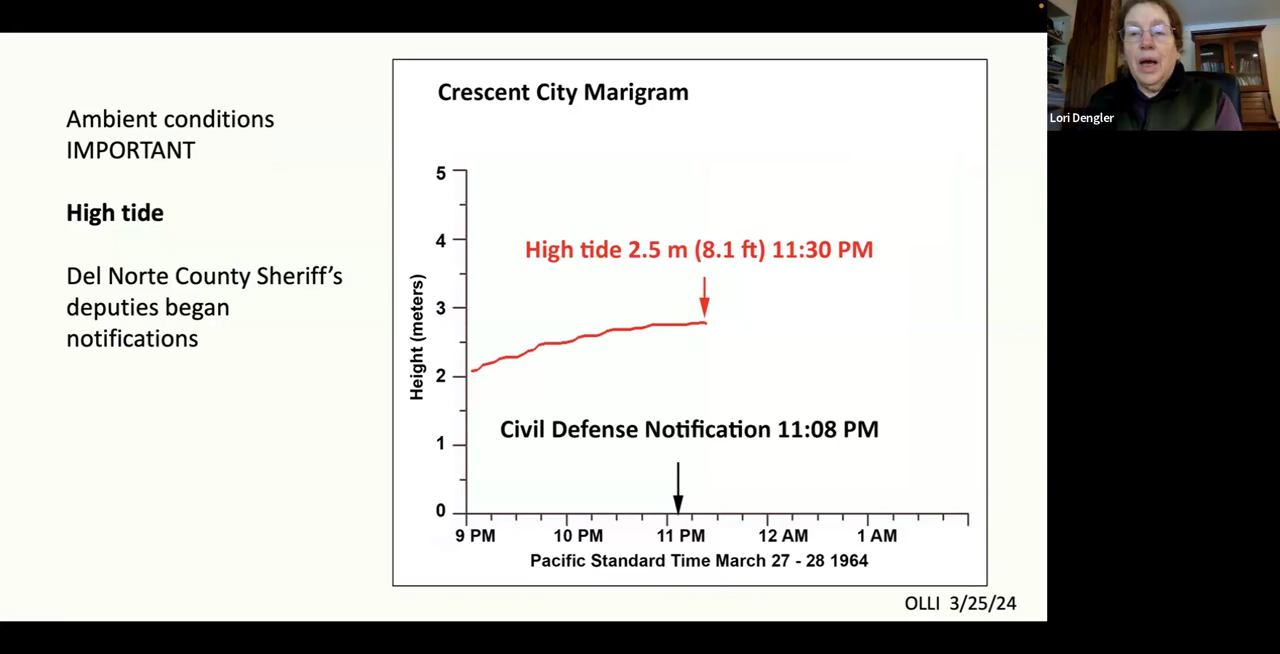 Ambient conditions
IMPORTANT
High tide
Del Norte County Sheriff’s
deputies began
notifications
Crescent City Marigram
5
4
3
2
1
0
Height (meters)
High tide 2.5 m (8.1 ft) 11:30 PM
Civil Defense Notification 11:08 PM
9 PM 10 PM 11 PM 12 AM 1 AM
Pacific Standard Time March 27 - 28 1964
OLLI 3/25/24
Lori Dengler